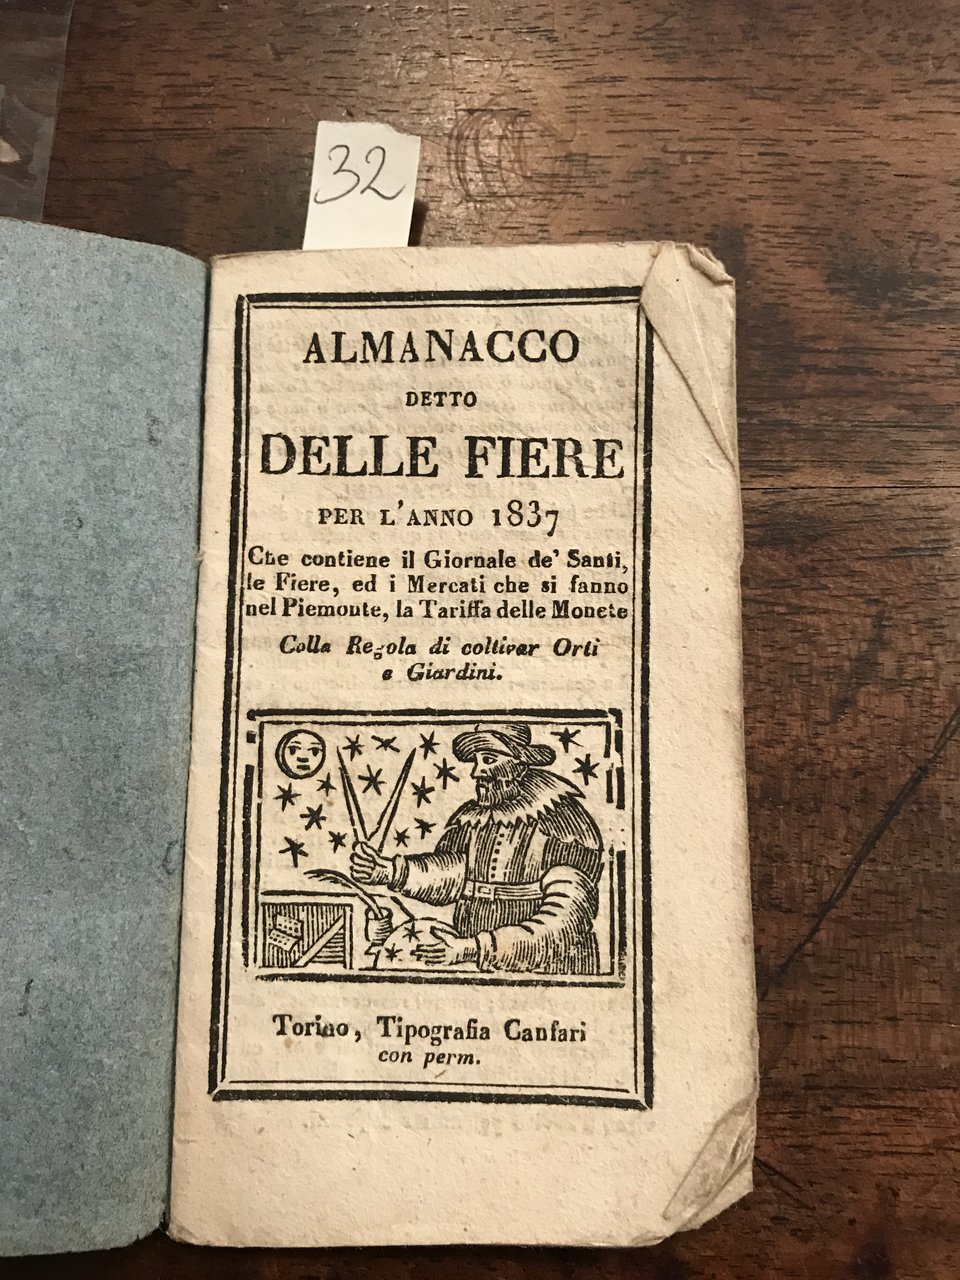 32
ALMANACCO
DETTO
DELLE FIERE
PER L'ANNO 1837
Che contiene il Giornale de' Santi,
le Fiere, ed i Mercati che si fanno
nel Piemonte, la Tariffa delle Monete
Colla Regola di coltivar Orti
e Giardini.
Torino, Tipografia Canfari
con perm.